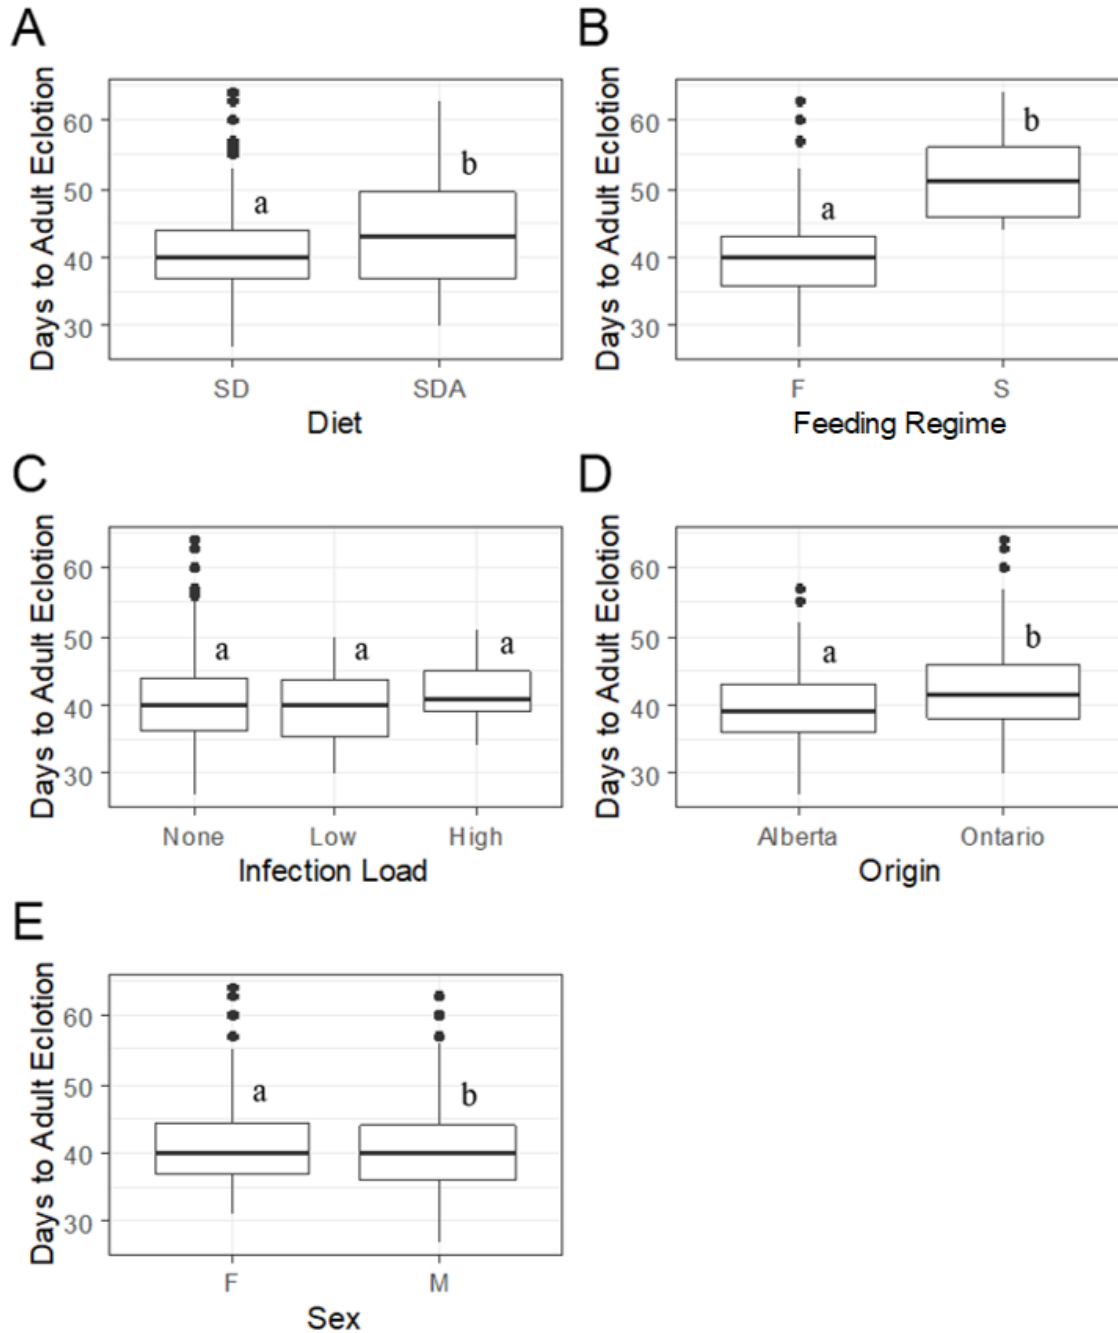 A
Days to Adult Eclotion
60
50
40
30
a
b
SD
SDA
Diet
B
Days to Adult Eclotion
60
50
40
30
a
b
F
S
Feeding Regime
C
Days to Adult Eclotion
60
50
40
30
a
a
a
None
Low
High
Infection Load
D
Days to Adult Eclotion
60
50
40
30
a
b
Alberta
Ontario
Origin
E
Days to Adult Eclotion
60
50
40
30
a
b
F
M
Sex